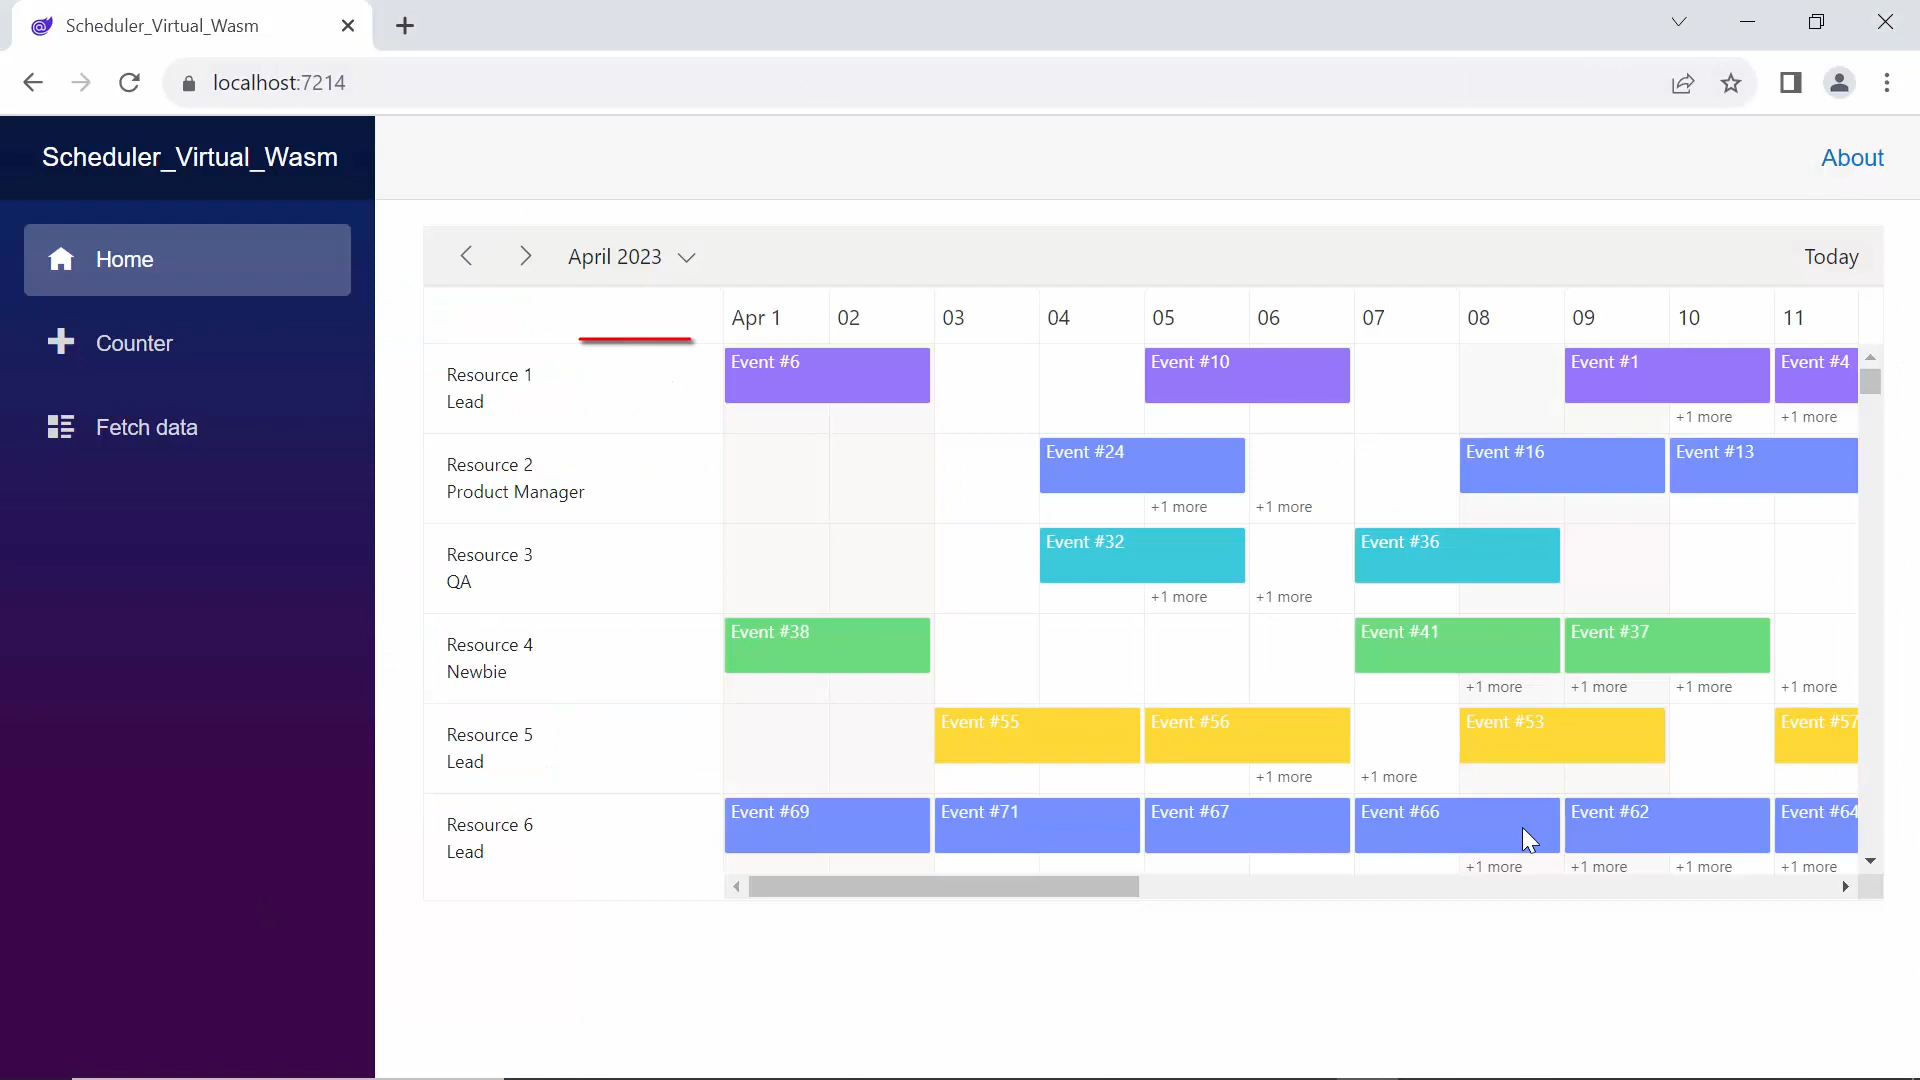 Scheduler_Virtual_Wasm
localhost:7214
Scheduler_Virtual_Wasm
About
Home
Counter
Fetch data
April 2023
Today
Apr 1 02 03 04 05 06 07 08 09 10 11
Resource 1
Lead
Event #6 Event #10 Event #1 Event #4
+1 more +1 more
Resource 2
Product Manager
Event #24 Event #16 Event #13
+1 more +1 more
Resource 3
QA
Event #32 Event #36
+1 more +1 more
Resource 4
Newbie
Event #38 Event #41 Event #37
+1 more +1 more +1 more +1 more
Resource 5
Lead
Event #55 Event #56 Event #53 Event #57
+1 more +1 more
Resource 6
Lead
Event #69 Event #71 Event #67 Event #66 Event #62 Event #64
+1 more +1 more +1 more +1 more